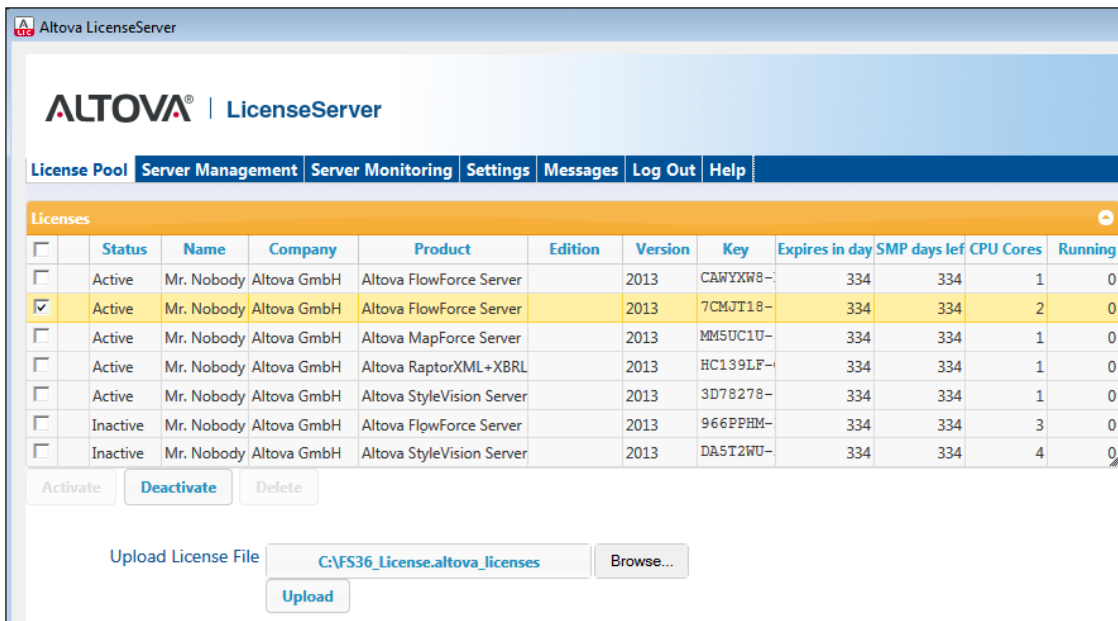 Altova LicenseServer
ALTOVA® | LicenseServer
License Pool Server Management Server Monitoring Settings Messages Log Out Help
Licenses
Status Name Company Product Edition Version Key Expires in day SMP days lef CPU Cores Running
Active Mr. Nobody Altova GmbH Altova FlowForce Server 2013 CAWYXW8- 334 334 1 0
Active Mr. Nobody Altova GmbH Altova FlowForce Server 2013 7CMJT18- 334 334 2 0
Active Mr. Nobody Altova GmbH Altova MapForce Server 2013 MM5UC1U- 334 334 1 0
Active Mr. Nobody Altova GmbH Altova RaptorXML+XBRL 2013 HC139LF- 334 334 1 0
Active Mr. Nobody Altova GmbH Altova StyleVision Server 2013 3D78278- 334 334 1 0
Inactive Mr. Nobody Altova GmbH Altova FlowForce Server 2013 966PPHM- 334 334 3 0
Inactive Mr. Nobody Altova GmbH Altova StyleVision Server 2013 DA5T2WU- 334 334 4 0
Activate Deactivate Delete
Upload License File C:\FS36_License.altova_licenses Browse...
Upload